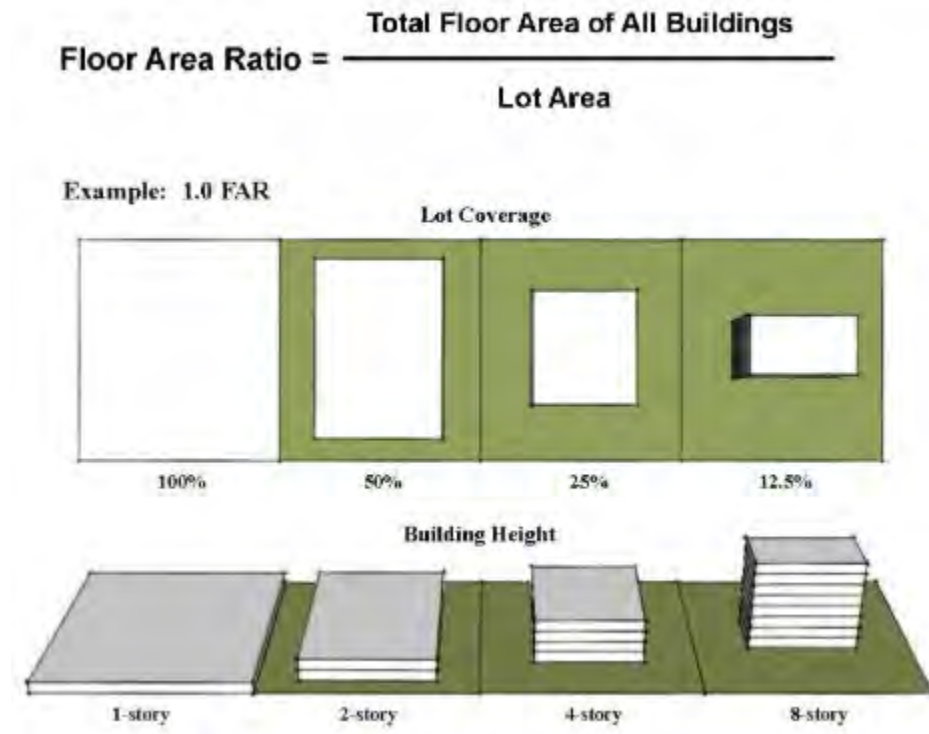 Total Floor Area of All Buildings
Floor Area Ratio =
Lot Area
Example: 1.0 FAR
Lot Coverage
100% 50% 25% 12.5%
Building Height
1-story 2-story 4-story 8-story